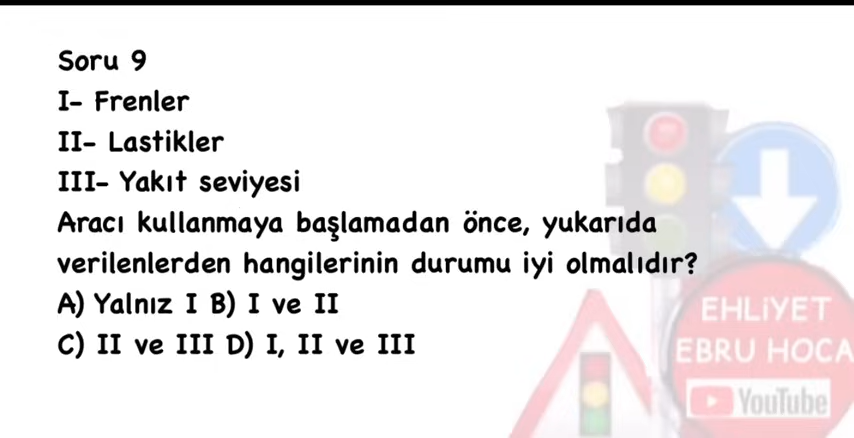 Soru 9
I- Frenler
II- Lastikler
III- Yakıt seviyesi
Aracı kullanmaya başlamadan önce, yukarıda
verilenlerden hangilerinin durumu iyi olmalıdır?
A) Yalnız I B) I ve II
C) II ve III D) I, II ve III
EHLİYET
EBRU HOCA
YouTube